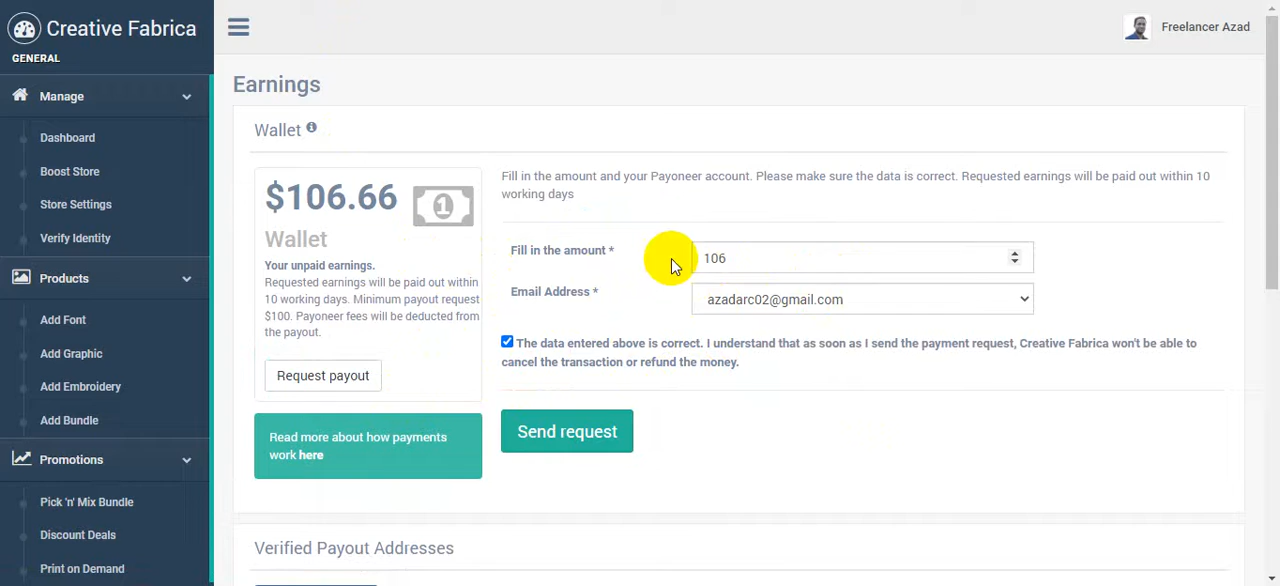 Creative Fabrica
GENERAL
Manage
Dashboard
Boost Store
Store Settings
Verify Identity
Products
Add Font
Add Graphic
Add Embroidery
Add Bundle
Promotions
Pick 'n' Mix Bundle
Discount Deals
Print on Demand
Freelancer Azad
Earnings
Wallet
$106.66
1
Wallet
Your unpaid earnings.
Requested earnings will be paid out within
10 working days. Minimum payout request
$100. Payoneer fees will be deducted from
the payout.
Request payout
Read more about how payments
work here
Fill in the amount and your Payoneer account. Please make sure the data is correct. Requested earnings will be paid out within 10
working days
Fill in the amount *
106
Email Address *
azadarc02@gmail.com
The data entered above is correct. I understand that as soon as I send the payment request, Creative Fabrica won't be able to
cancel the transaction or refund the money.
Send request
Verified Payout Addresses